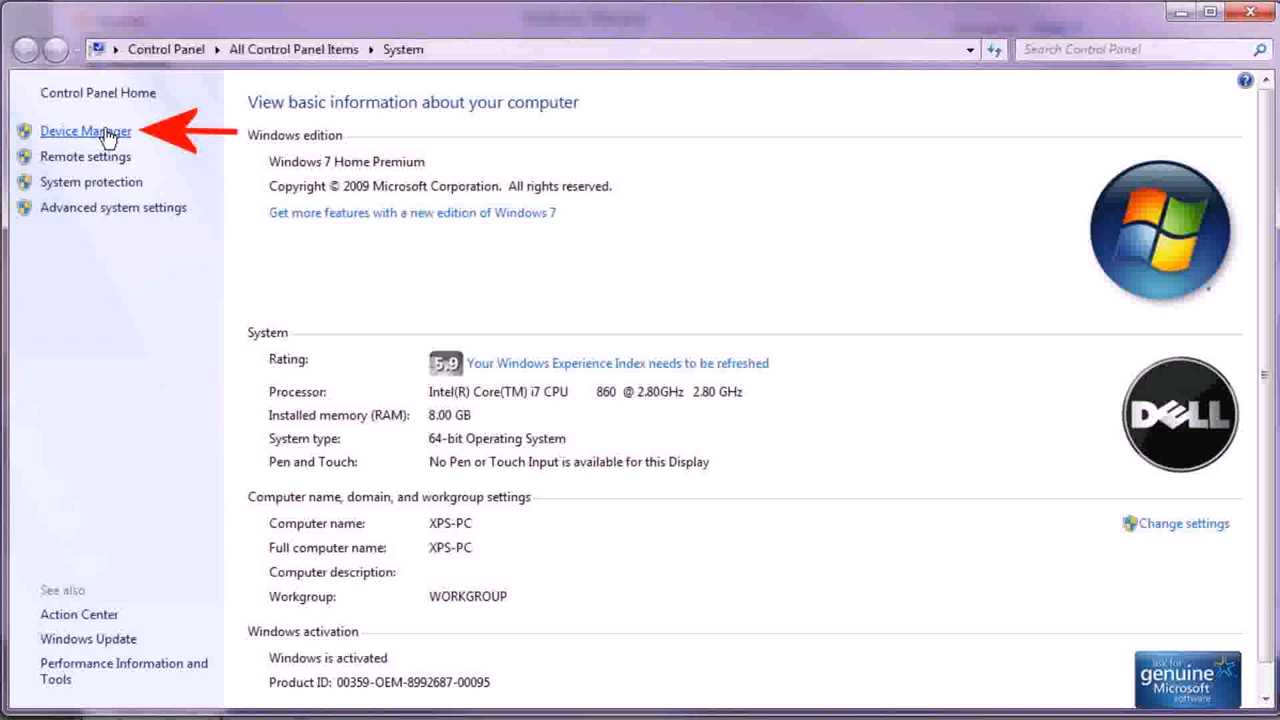 Control Panel
All Control Panel Items
System
Search Control Panel
Control Panel Home
Device Manager
Remote settings
System protection
Advanced system settings
See also
Action Center
Windows Update
Performance Information and
Tools
View basic information about your computer
Windows edition
Windows 7 Home Premium
Copyright © 2009 Microsoft Corporation. All rights reserved.
Get more features with a new edition of Windows 7
System
Rating: 5.9 Your Windows Experience Index needs to be refreshed
Processor: Intel(R) Core(TM) i7 CPU 860 @ 2.80GHz 2.80 GHz
Installed memory (RAM): 8.00 GB
System type: 64-bit Operating System
Pen and Touch: No Pen or Touch Input is available for this Display
DELL
Computer name, domain, and workgroup settings
Computer name: XPS-PC
Change settings
Full computer name: XPS-PC
Computer description:
Workgroup: WORKGROUP
Windows activation
Windows is activated
Product ID: 00359-OEM-8992687-00095
ask for
genuine
Microsoft
software